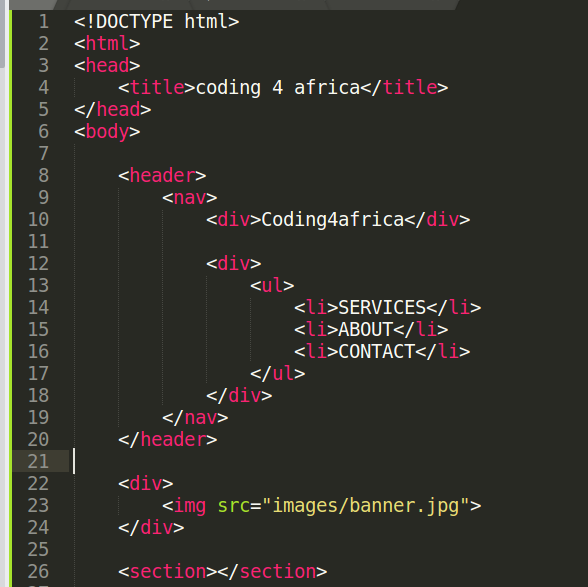 1 <!DOCTYPE html>
2 <html>
3 <head>
4 <title>coding 4 africa</title>
5 </head>
6 <body>
7
8 <header>
9 <nav>
10 <div>Coding4africa</div>
11
12 <div>
13 <ul>
14 <li>SERVICES</li>
15 <li>ABOUT</li>
16 <li>CONTACT</li>
17 </ul>
18 </div>
19 </nav>
20 </header>
21
22 <div>
23 <img src="images/banner.jpg">
24 </div>
25
26 <section></section>